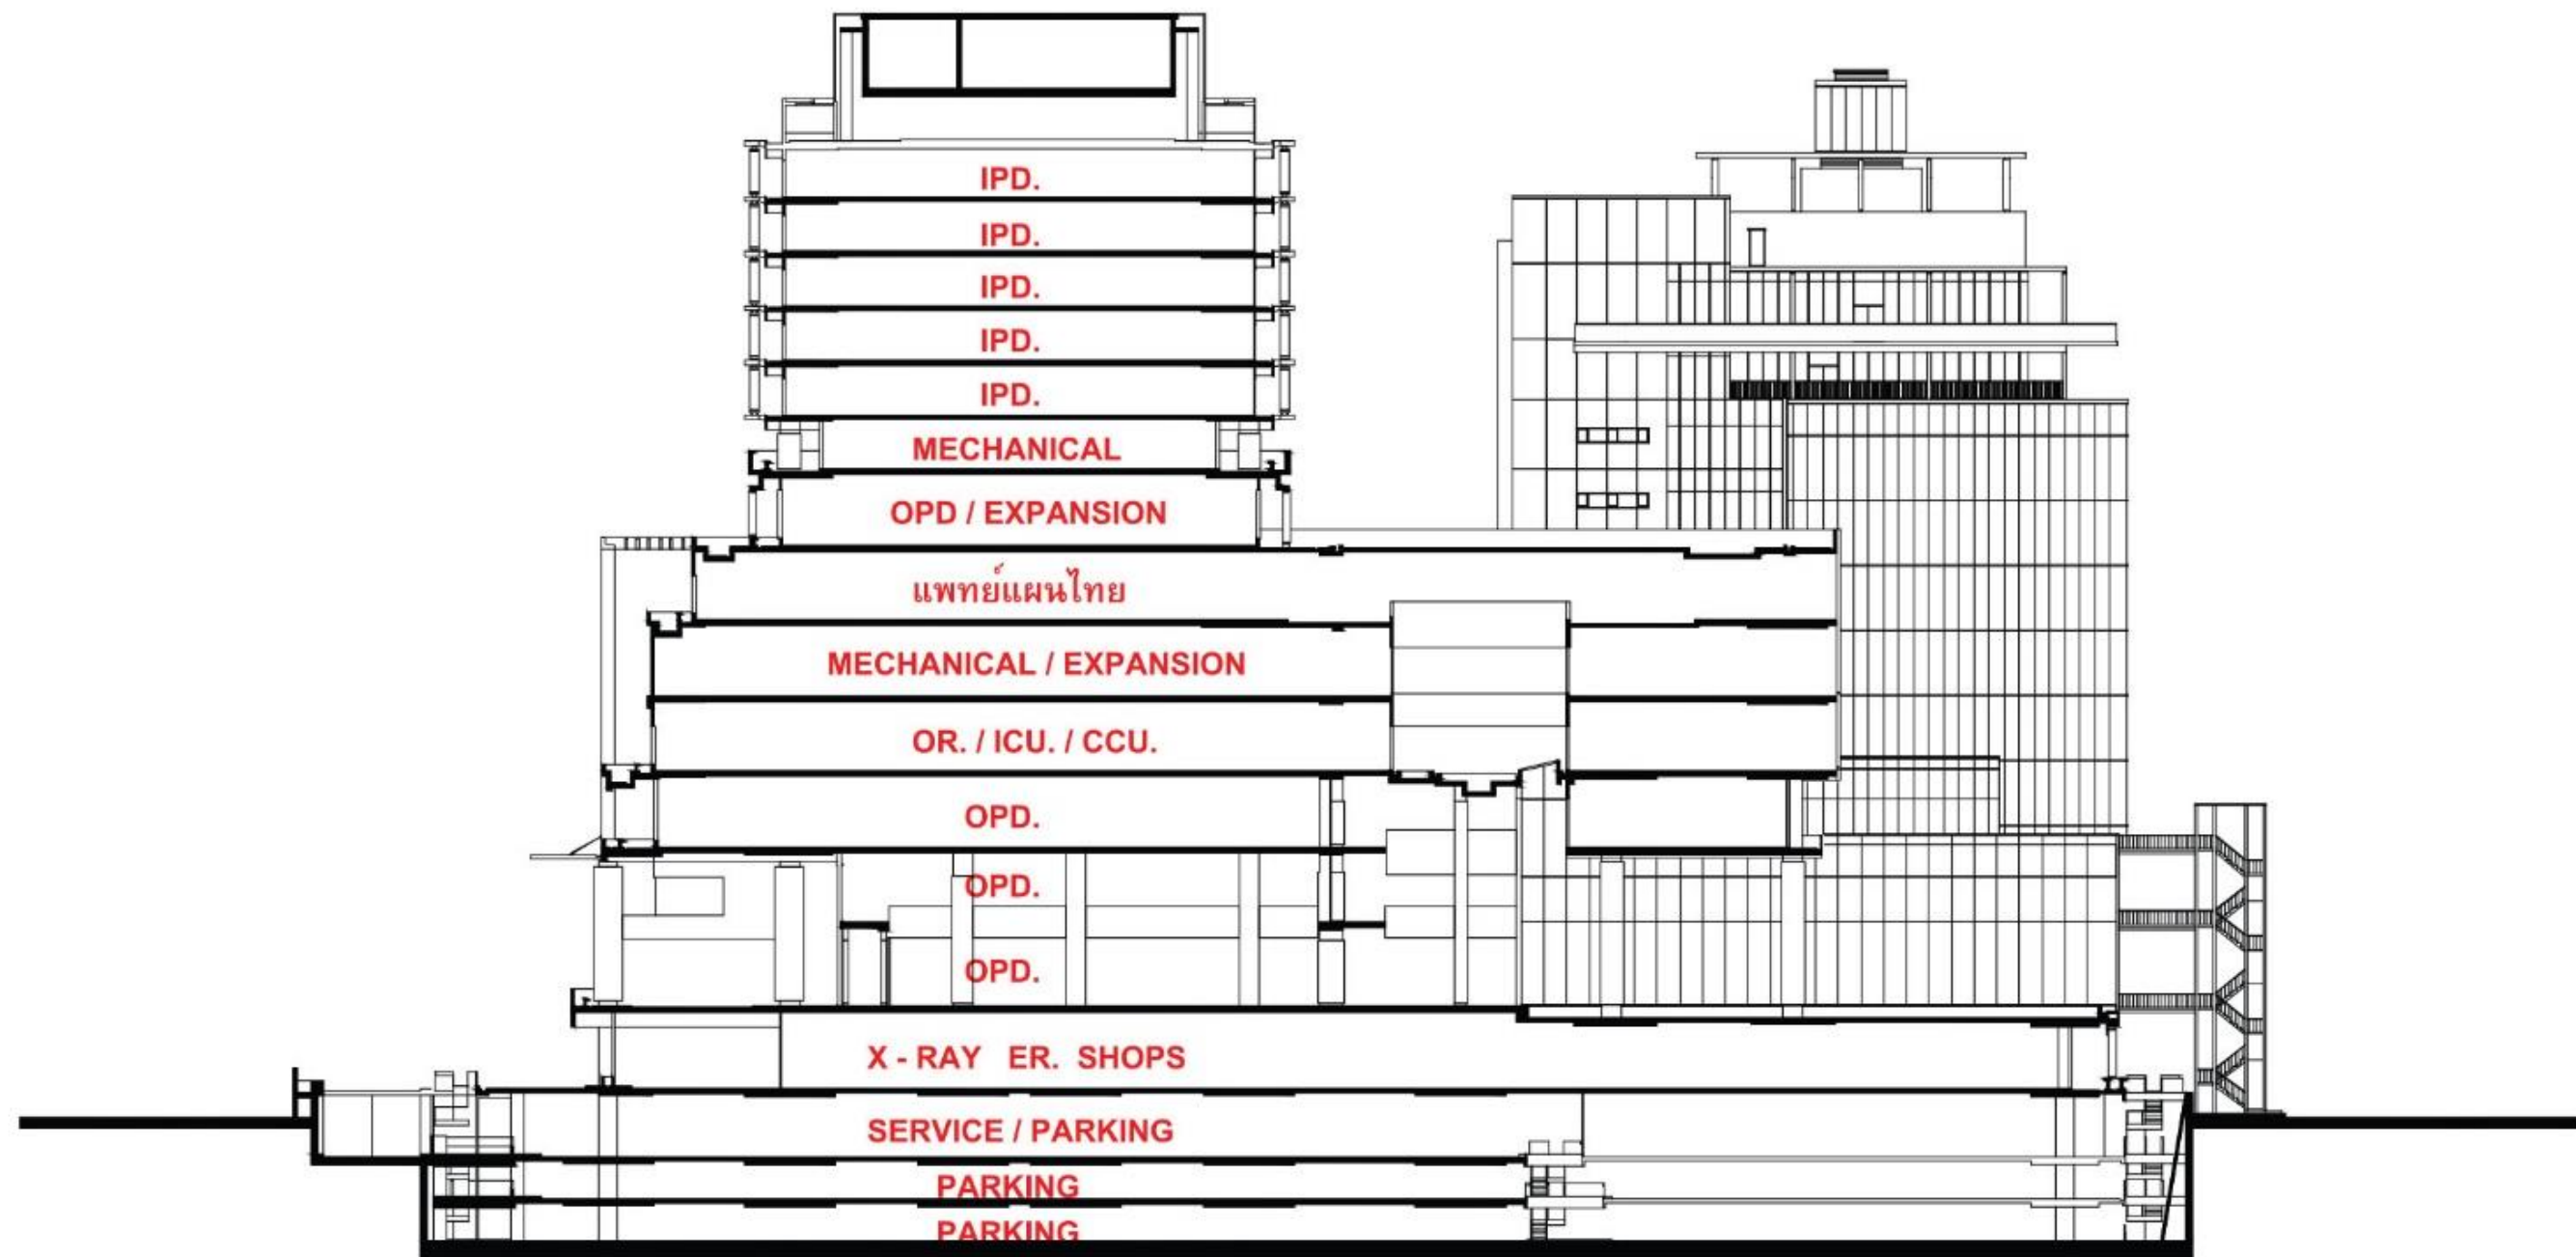 IPD.
IPD.
IPD.
IPD.
IPD.
MECHANICAL
OPD / EXPANSION
แพทย์แผนไทย
MECHANICAL / EXPANSION
OR. / ICU. / CCU.
OPD.
OPD.
OPD.
X - RAY ER. SHOPS
SERVICE / PARKING
PARKING
PARKING